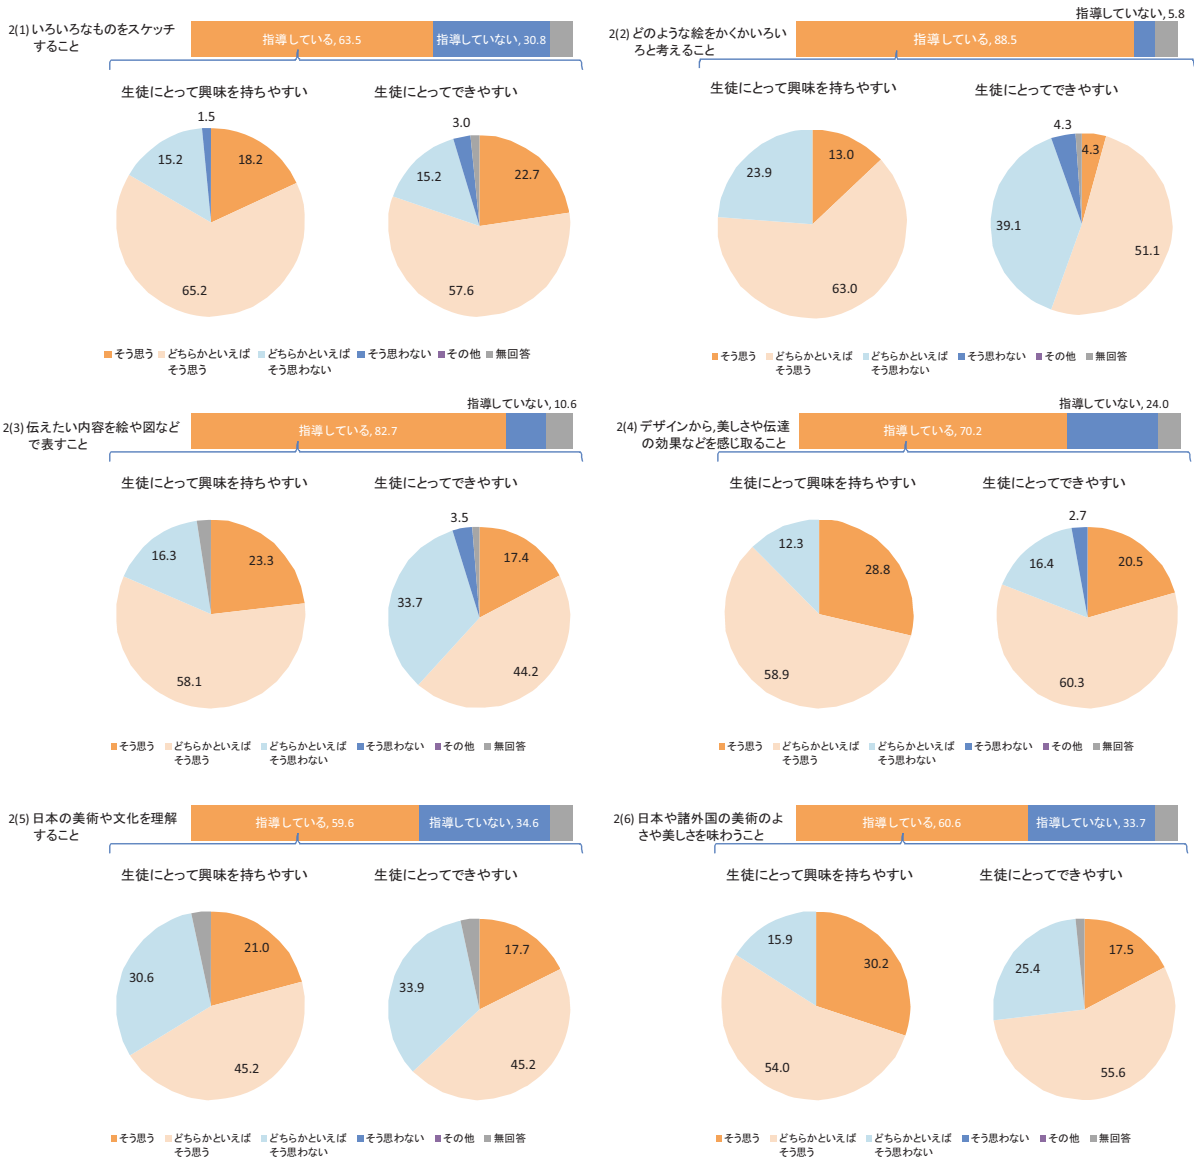 2(1) いろいろなものをスケッチ
すること
指導している, 63.5
指導していない, 30.8
生徒にとって興味を持ちやすい
生徒にとってできやすい
1.5
18.2
15.2
65.2
3.0
22.7
15.2
57.6
そう思う
どちらかといえば
そう思う
どちらかといえば
そう思わない
そう思わない
その他
無回答
2(2) どのような絵をかくかいろい
ろと考えること
指導している, 88.5
指導していない, 5.8
生徒にとって興味を持ちやすい
生徒にとってできやすい
13.0
23.9
63.0
4.3
4.3
39.1
51.1
そう思う
どちらかといえば
そう思う
どちらかといえば
そう思わない
そう思わない
その他
無回答
2(3) 伝えたい内容を絵や図など
で表すこと
指導している, 82.7
指導していない, 10.6
生徒にとって興味を持ちやすい
生徒にとってできやすい
16.3
23.3
58.1
3.5
17.4
33.7
44.2
そう思う
どちらかといえば
そう思う
どちらかといえば
そう思わない
そう思わない
その他
無回答
2(4) デザインから、美しさや伝達
の効果などを感じ取ること
指導している, 70.2
指導していない, 24.0
生徒にとって興味を持ちやすい
生徒にとってできやすい
12.3
28.8
58.9
2.7
16.4
20.5
60.3
そう思う
どちらかといえば
そう思う
どちらかといえば
そう思わない
そう思わない
その他
無回答
2(5) 日本の美術や文化を理解
すること
指導している, 59.6
指導していない, 34.6
生徒にとって興味を持ちやすい
生徒にとってできやすい
21.0
30.6
45.2
17.7
33.9
45.2
そう思う
どちらかといえば
そう思う
どちらかといえば
そう思わない
そう思わない
その他
無回答
2(6) 日本や諸外国の美術のよ
さや美しさを味わうこと
指導している, 60.6
指導していない, 33.7
生徒にとって興味を持ちやすい
生徒にとってできやすい
15.9
30.2
54.0
17.5
25.4
55.6
そう思う
どちらかといえば
そう思う
どちらかといえば
そう思わない
そう思わない
その他
無回答